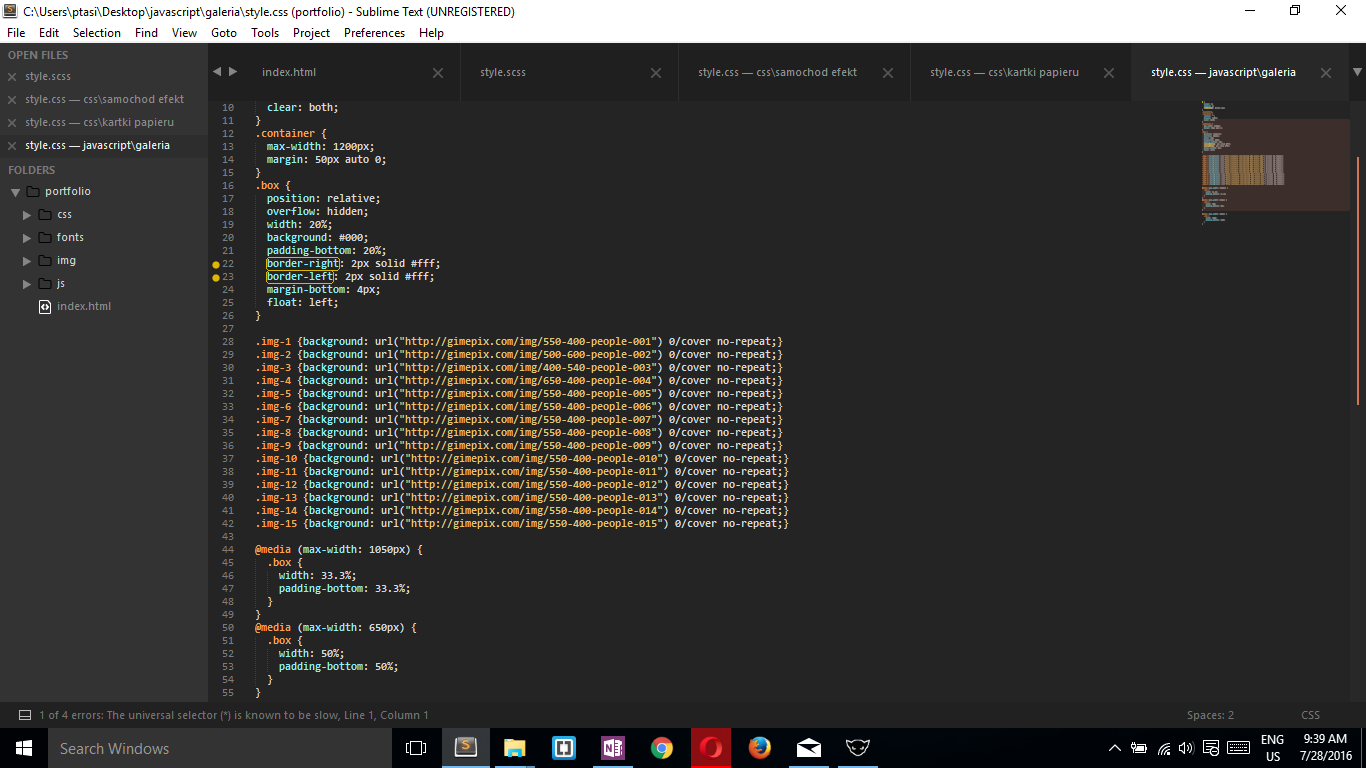 C:\Users\ptasi\Desktop\javascript\galeria\style.css (portfolio) - Sublime Text (UNREGISTERED)
File Edit Selection Find View Goto Tools Project Preferences Help
OPEN FILES
style.scss
style.css — css\samochod efekt
style.css — css\kartki papieru
style.css — javascript\galeria
FOLDERS
portfolio
css
fonts
img
js
index.html
index.html style.scss style.css — css\samochod efekt style.css — css\kartki papieru style.css — javascript\galeria
10 clear: both;
11 }
12 .container {
13 max-width: 1200px;
14 margin: 50px auto 0;
15 }
16 .box {
17 position: relative;
18 overflow: hidden;
19 width: 20%;
20 background: #000;
21 padding-bottom: 20%;
22 border-right: 2px solid #fff;
23 border-left: 2px solid #fff;
24 margin-bottom: 4px;
25 float: left;
26 }
27
28 .img-1 {background: url("http://gimepix.com/img/550-400-people-001") 0/cover no-repeat;}
29 .img-2 {background: url("http://gimepix.com/img/500-600-people-002") 0/cover no-repeat;}
30 .img-3 {background: url("http://gimepix.com/img/400-540-people-003") 0/cover no-repeat;}
31 .img-4 {background: url("http://gimepix.com/img/650-400-people-004") 0/cover no-repeat;}
32 .img-5 {background: url("http://gimepix.com/img/550-400-people-005") 0/cover no-repeat;}
33 .img-6 {background: url("http://gimepix.com/img/550-400-people-006") 0/cover no-repeat;}
34 .img-7 {background: url("http://gimepix.com/img/550-400-people-007") 0/cover no-repeat;}
35 .img-8 {background: url("http://gimepix.com/img/550-400-people-008") 0/cover no-repeat;}
36 .img-9 {background: url("http://gimepix.com/img/550-400-people-009") 0/cover no-repeat;}
37 .img-10 {background: url("http://gimepix.com/img/550-400-people-010") 0/cover no-repeat;}
38 .img-11 {background: url("http://gimepix.com/img/550-400-people-011") 0/cover no-repeat;}
39 .img-12 {background: url("http://gimepix.com/img/550-400-people-012") 0/cover no-repeat;}
40 .img-13 {background: url("http://gimepix.com/img/550-400-people-013") 0/cover no-repeat;}
41 .img-14 {background: url("http://gimepix.com/img/550-400-people-014") 0/cover no-repeat;}
42 .img-15 {background: url("http://gimepix.com/img/550-400-people-015") 0/cover no-repeat;}
43
44 @media (max-width: 1050px) {
45 .box {
46 width: 33.3%;
47 padding-bottom: 33.3%;
48 }
49 }
50 @media (max-width: 650px) {
51 .box {
52 width: 50%;
53 padding-bottom: 50%;
54 }
55 }
1 of 4 errors: The universal selector (*) is known to be slow, Line 1, Column 1 Spaces: 2 CSS
Search Windows
ENG
US
9:39 AM
7/28/2016